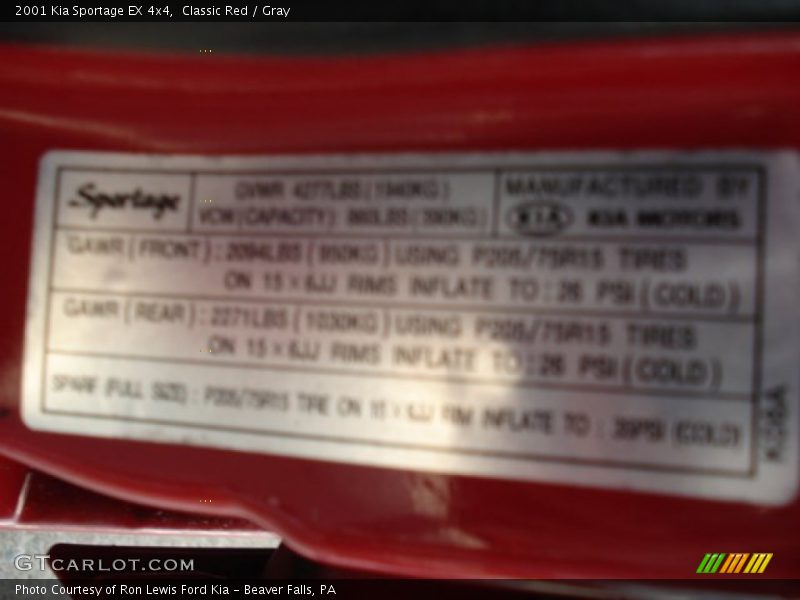 2001 Kia Sportage EX 4x4,  Classic Red / Gray
Sportage
GVWR 4277LBS (1940KG)
VCW (CAPACITY): 860LBS (390KG)
MANUFACTURED BY
KIA KIA MOTORS
GAWR (FRONT) : 2094LBS (950KG) USING P205/75R15 TIRES
ON 15 × 6JJ RIMS INFLATE TO : 26 PSI (COLD)
GAWR (REAR) : 2271LBS (1030KG) USING P205/75R15 TIRES
ON 15 × 6JJ RIMS INFLATE TO : 26 PSI (COLD)
SPARE (FULL SIZE) : P205/75R15 TIRE ON 15 × 6JJ RIM INFLATE TO : 35PSI (COLD)
GTCARLOT.COM
Photo Courtesy of Ron Lewis Ford Kia - Beaver Falls, PA